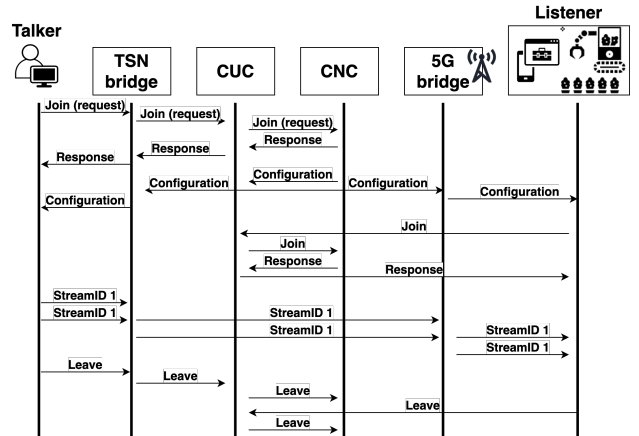 Listener
Talker
TSN
bridge
CUC
CNC
5G
bridge
Join (request)
Join (request)
Join (request)
Response
Response
Response
Configuration
Configuration
Configuration
Configuration
Configuration
Join
Join
Response
Response
StreamID 1
StreamID 1
StreamID 1
StreamID 1
StreamID 1
StreamID 1
Leave
Leave
Leave
Leave
Leave